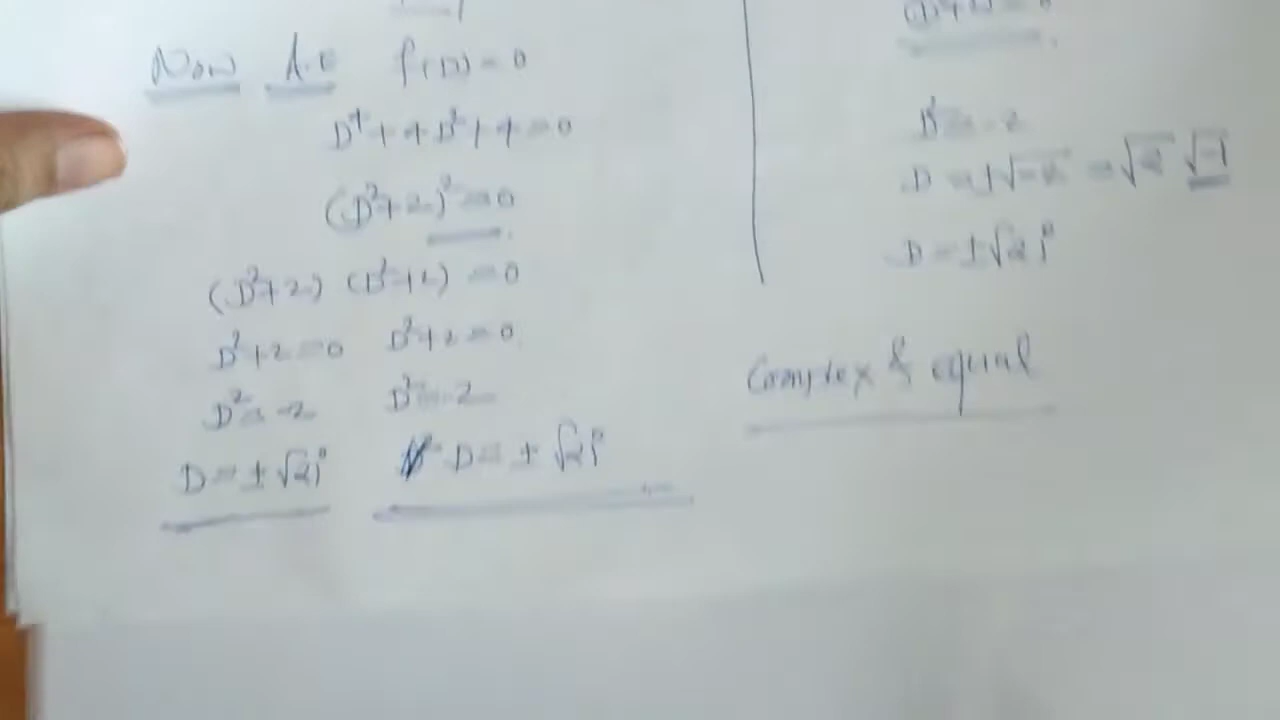 Now A.E f(D) = 0
D⁴ + 4D² + 4 = 0
(D² + 2)² = 0
(D² + 2) (D² + 2) = 0
D² + 2 = 0 D² + 2 = 0
D² = -2 D² = -2
D = ± √2 i D = ± √2 i
D² = -2
D = ± √-2 = √2 √-1
D = ± √2 i
Complex & equal